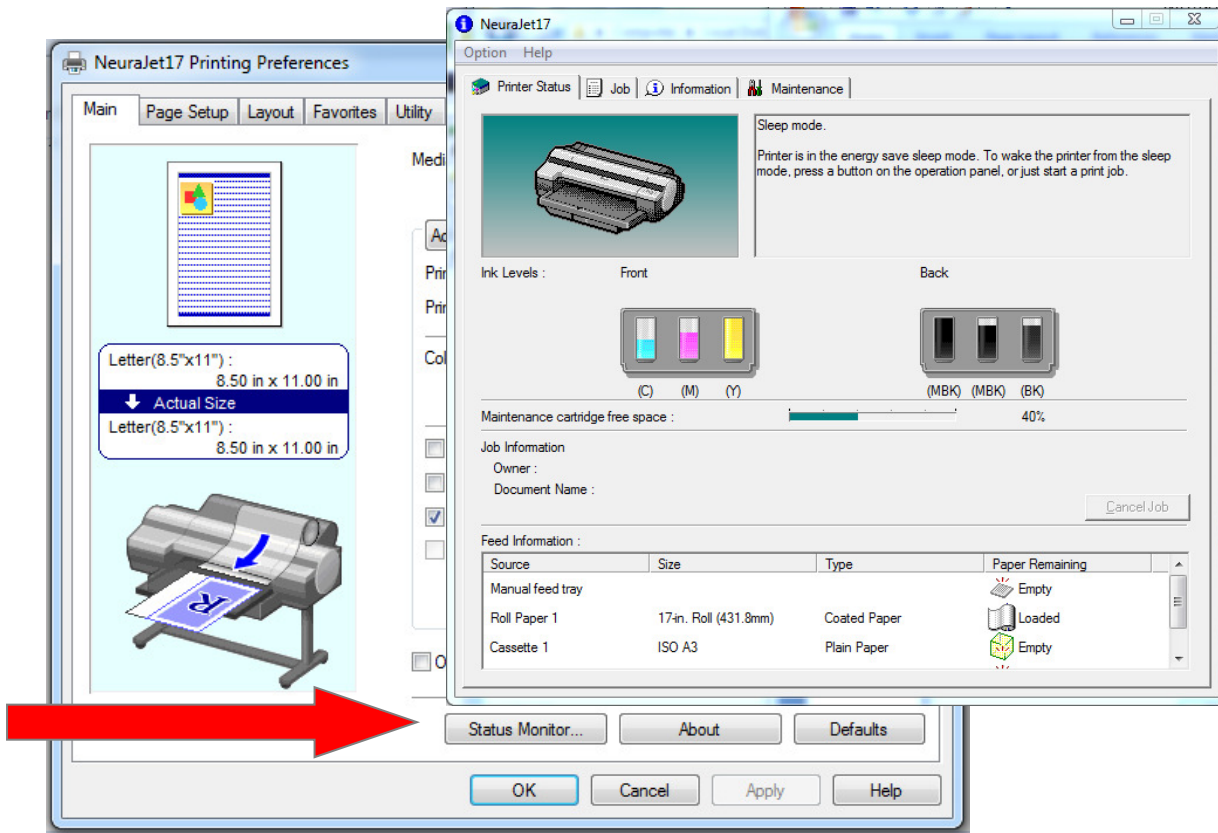 NeuraJet17 Printing Preferences
Main Page Setup Layout Favorites Utility
Letter(8.5"x11") :
8.50 in x 11.00 in
Actual Size
Letter(8.5"x11") :
8.50 in x 11.00 in
R
Status Monitor... About Defaults
OK Cancel Apply Help
NeuraJet17
Option Help
Printer Status Job Information Maintenance
Sleep mode.
Printer is in the energy save sleep mode. To wake the printer from the sleep
mode, press a button on the operation panel, or just start a print job.
Ink Levels : Front Back
(C) (M) (Y) (MBK) (MBK) (BK)
Maintenance cartridge free space : 40%
Job Information
Owner :
Document Name :
Cancel Job
Feed Information :
Source Size Type Paper Remaining
Manual feed tray Empty
Roll Paper 1 17-in. Roll (431.8mm) Coated Paper Loaded
Cassette 1 ISO A3 Plain Paper Empty